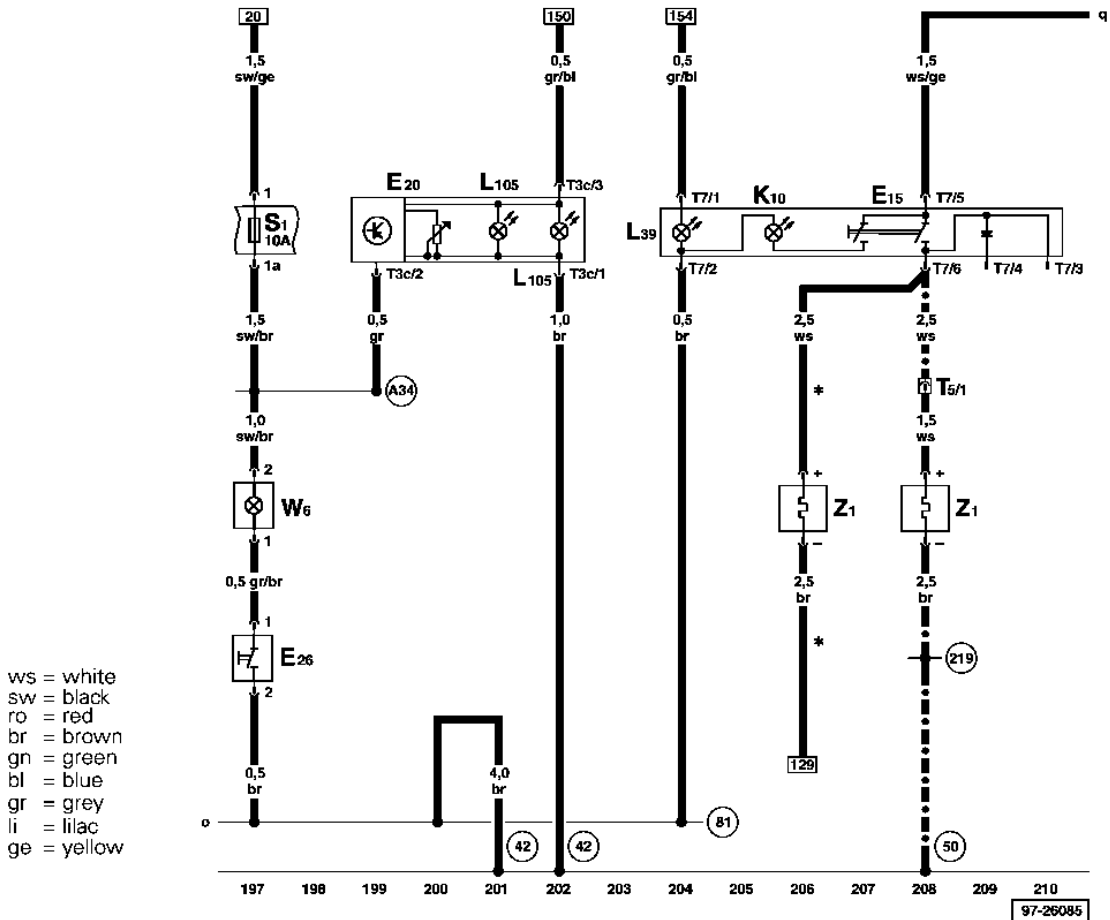 20 150 154 q
1,5 0,5 0,5 1,5
sw/ge gr/bl gr/bl ws/ge
1 E20 L105 T3c/3 T7/1 K10 E15 T7/5
S1
10A
L39
1a T3c/2 L105 T3c/1 T7/2 T7/6 T7/4 T7/3
1,5 0,5 1,0 0,5 2,5 2,5
sw/br gr br br ws ws
A34 * T5/1
1,0 1,5
sw/br ws
2 + +
W6 Z1 Z1
1 – –
0,5 gr/br 2,5 2,5
br br
1 *
E26 219
2
ws = white
sw = black
ro = red
br = brown
gn = green
bl = blue
gr = grey
li = lilac
ge = yellow
129
0,5 4,0
br br
o 81
42 42 50
197 198 199 200 201 202 203 204 205 206 207 208 209 210
97-26085